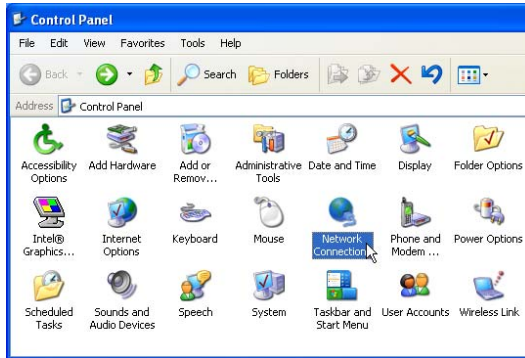 Control Panel
File Edit View Favorites Tools Help
Back Search Folders
Address Control Panel
Accessibility Options
Add Hardware
Add or Remov...
Administrative Tools
Date and Time
Display
Folder Options
Intel® Graphics...
Internet Options
Keyboard
Mouse
Network Connection
Phone and Modem ...
Power Options
Scheduled Tasks
Sounds and Audio Devices
Speech
System
Taskbar and Start Menu
User Accounts
Wireless Link